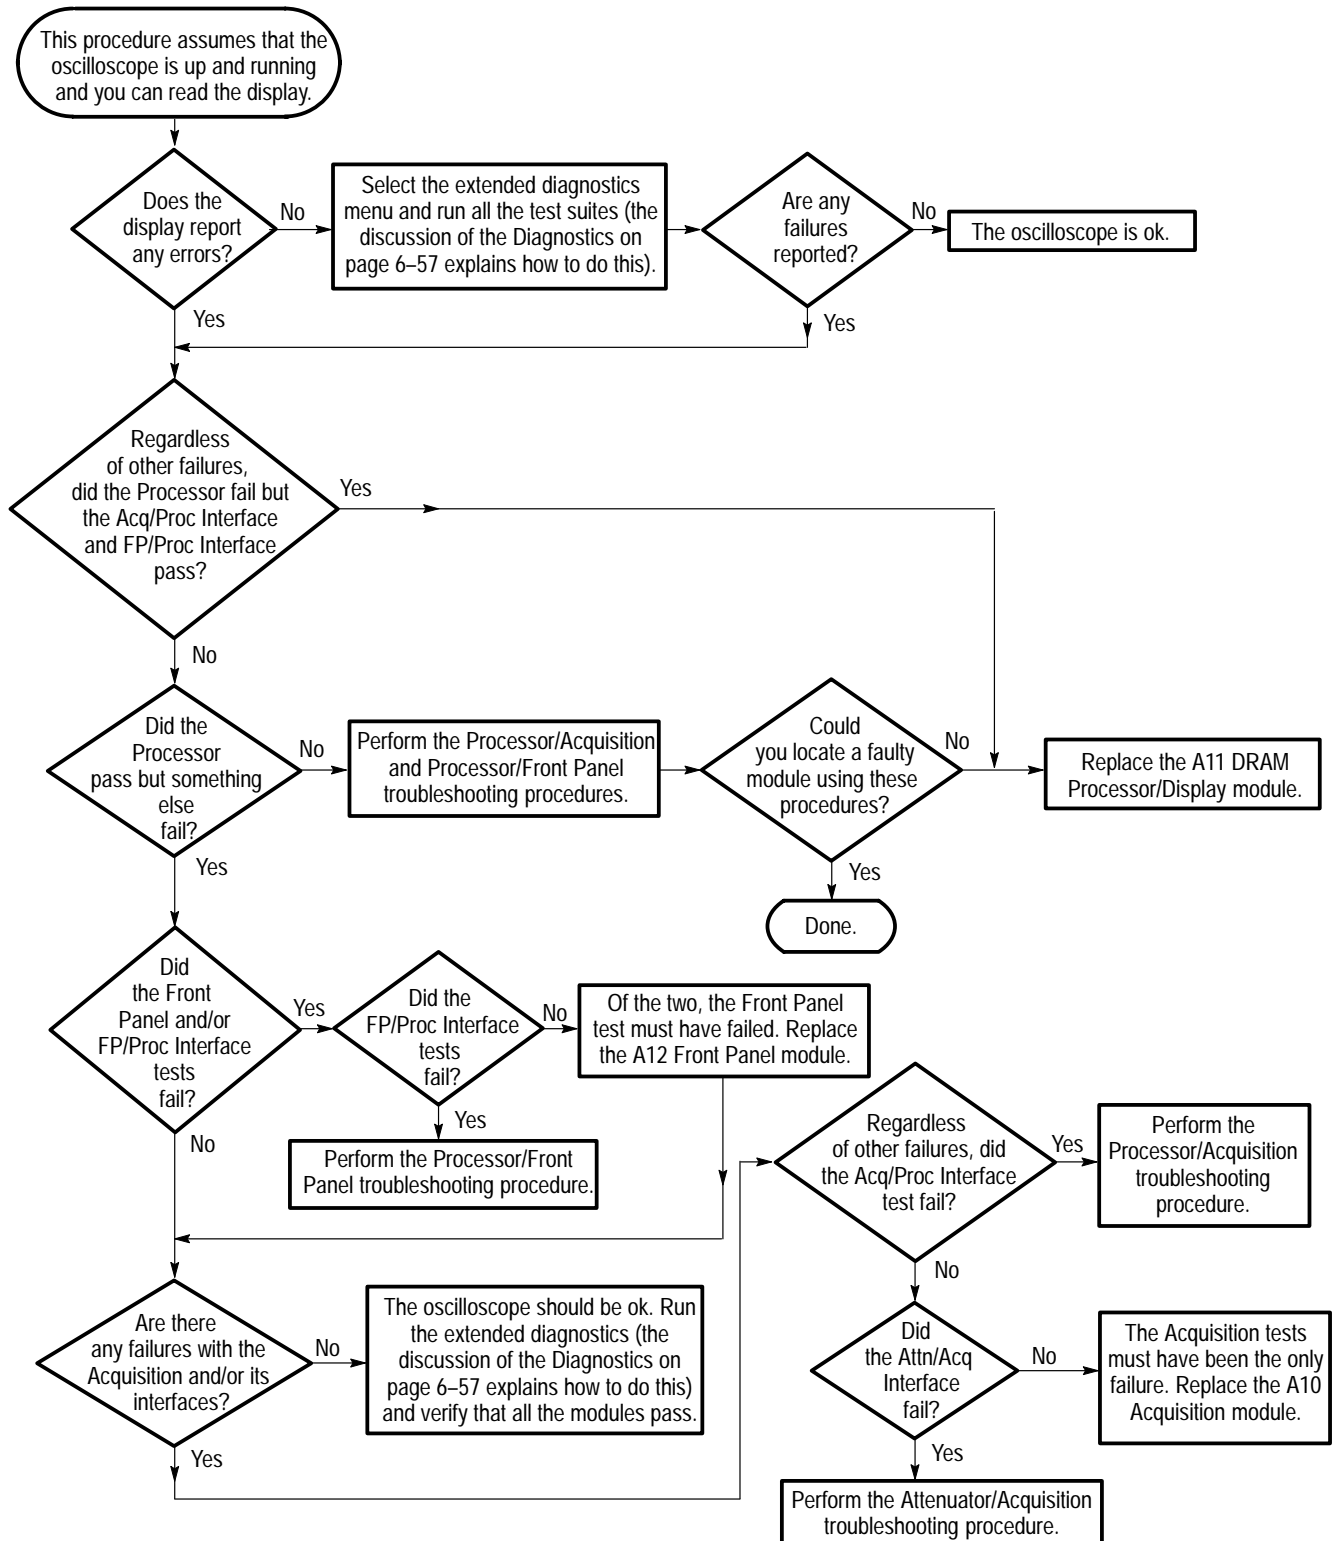 This procedure assumes that the
oscilloscope is up and running
and you can read the display.
Does the
display report
any errors?
No
Select the extended diagnostics
menu and run all the test suites (the
discussion of the Diagnostics on
page 6–57 explains how to do this).
Are any
failures
reported?
No
The oscilloscope is ok.
Yes
Yes
Regardless
of other failures,
did the Processor fail but
the Acq/Proc Interface
and FP/Proc Interface
pass?
Yes
No
Did the
Processor
pass but something
else
fail?
No
Perform the Processor/Acquisition
and Processor/Front Panel
troubleshooting procedures.
Could
you locate a faulty
module using these
procedures?
No
Replace the A11 DRAM
Processor/Display module.
Yes
Yes
Done.
Did
the Front
Panel and/or
FP/Proc Interface
tests
fail?
Yes
Did the
FP/Proc Interface
tests
fail?
No
Of the two, the Front Panel
test must have failed. Replace
the A12 Front Panel module.
Yes
Perform the Processor/Front
Panel troubleshooting procedure.
No
Regardless
of other failures, did
the Acq/Proc Interface
test fail?
Yes
Perform the
Processor/Acquisition
troubleshooting
procedure.
No
Are there
any failures with the
Acquisition and/or its
interfaces?
No
The oscilloscope should be ok. Run
the extended diagnostics (the
discussion of the Diagnostics on
page 6–57 explains how to do this)
and verify that all the modules pass.
Yes
Did
the Attn/Acq
Interface
fail?
No
The Acquisition tests
must have been the only
failure. Replace the A10
Acquisition module.
Yes
Perform the Attenuator/Acquisition
troubleshooting procedure.